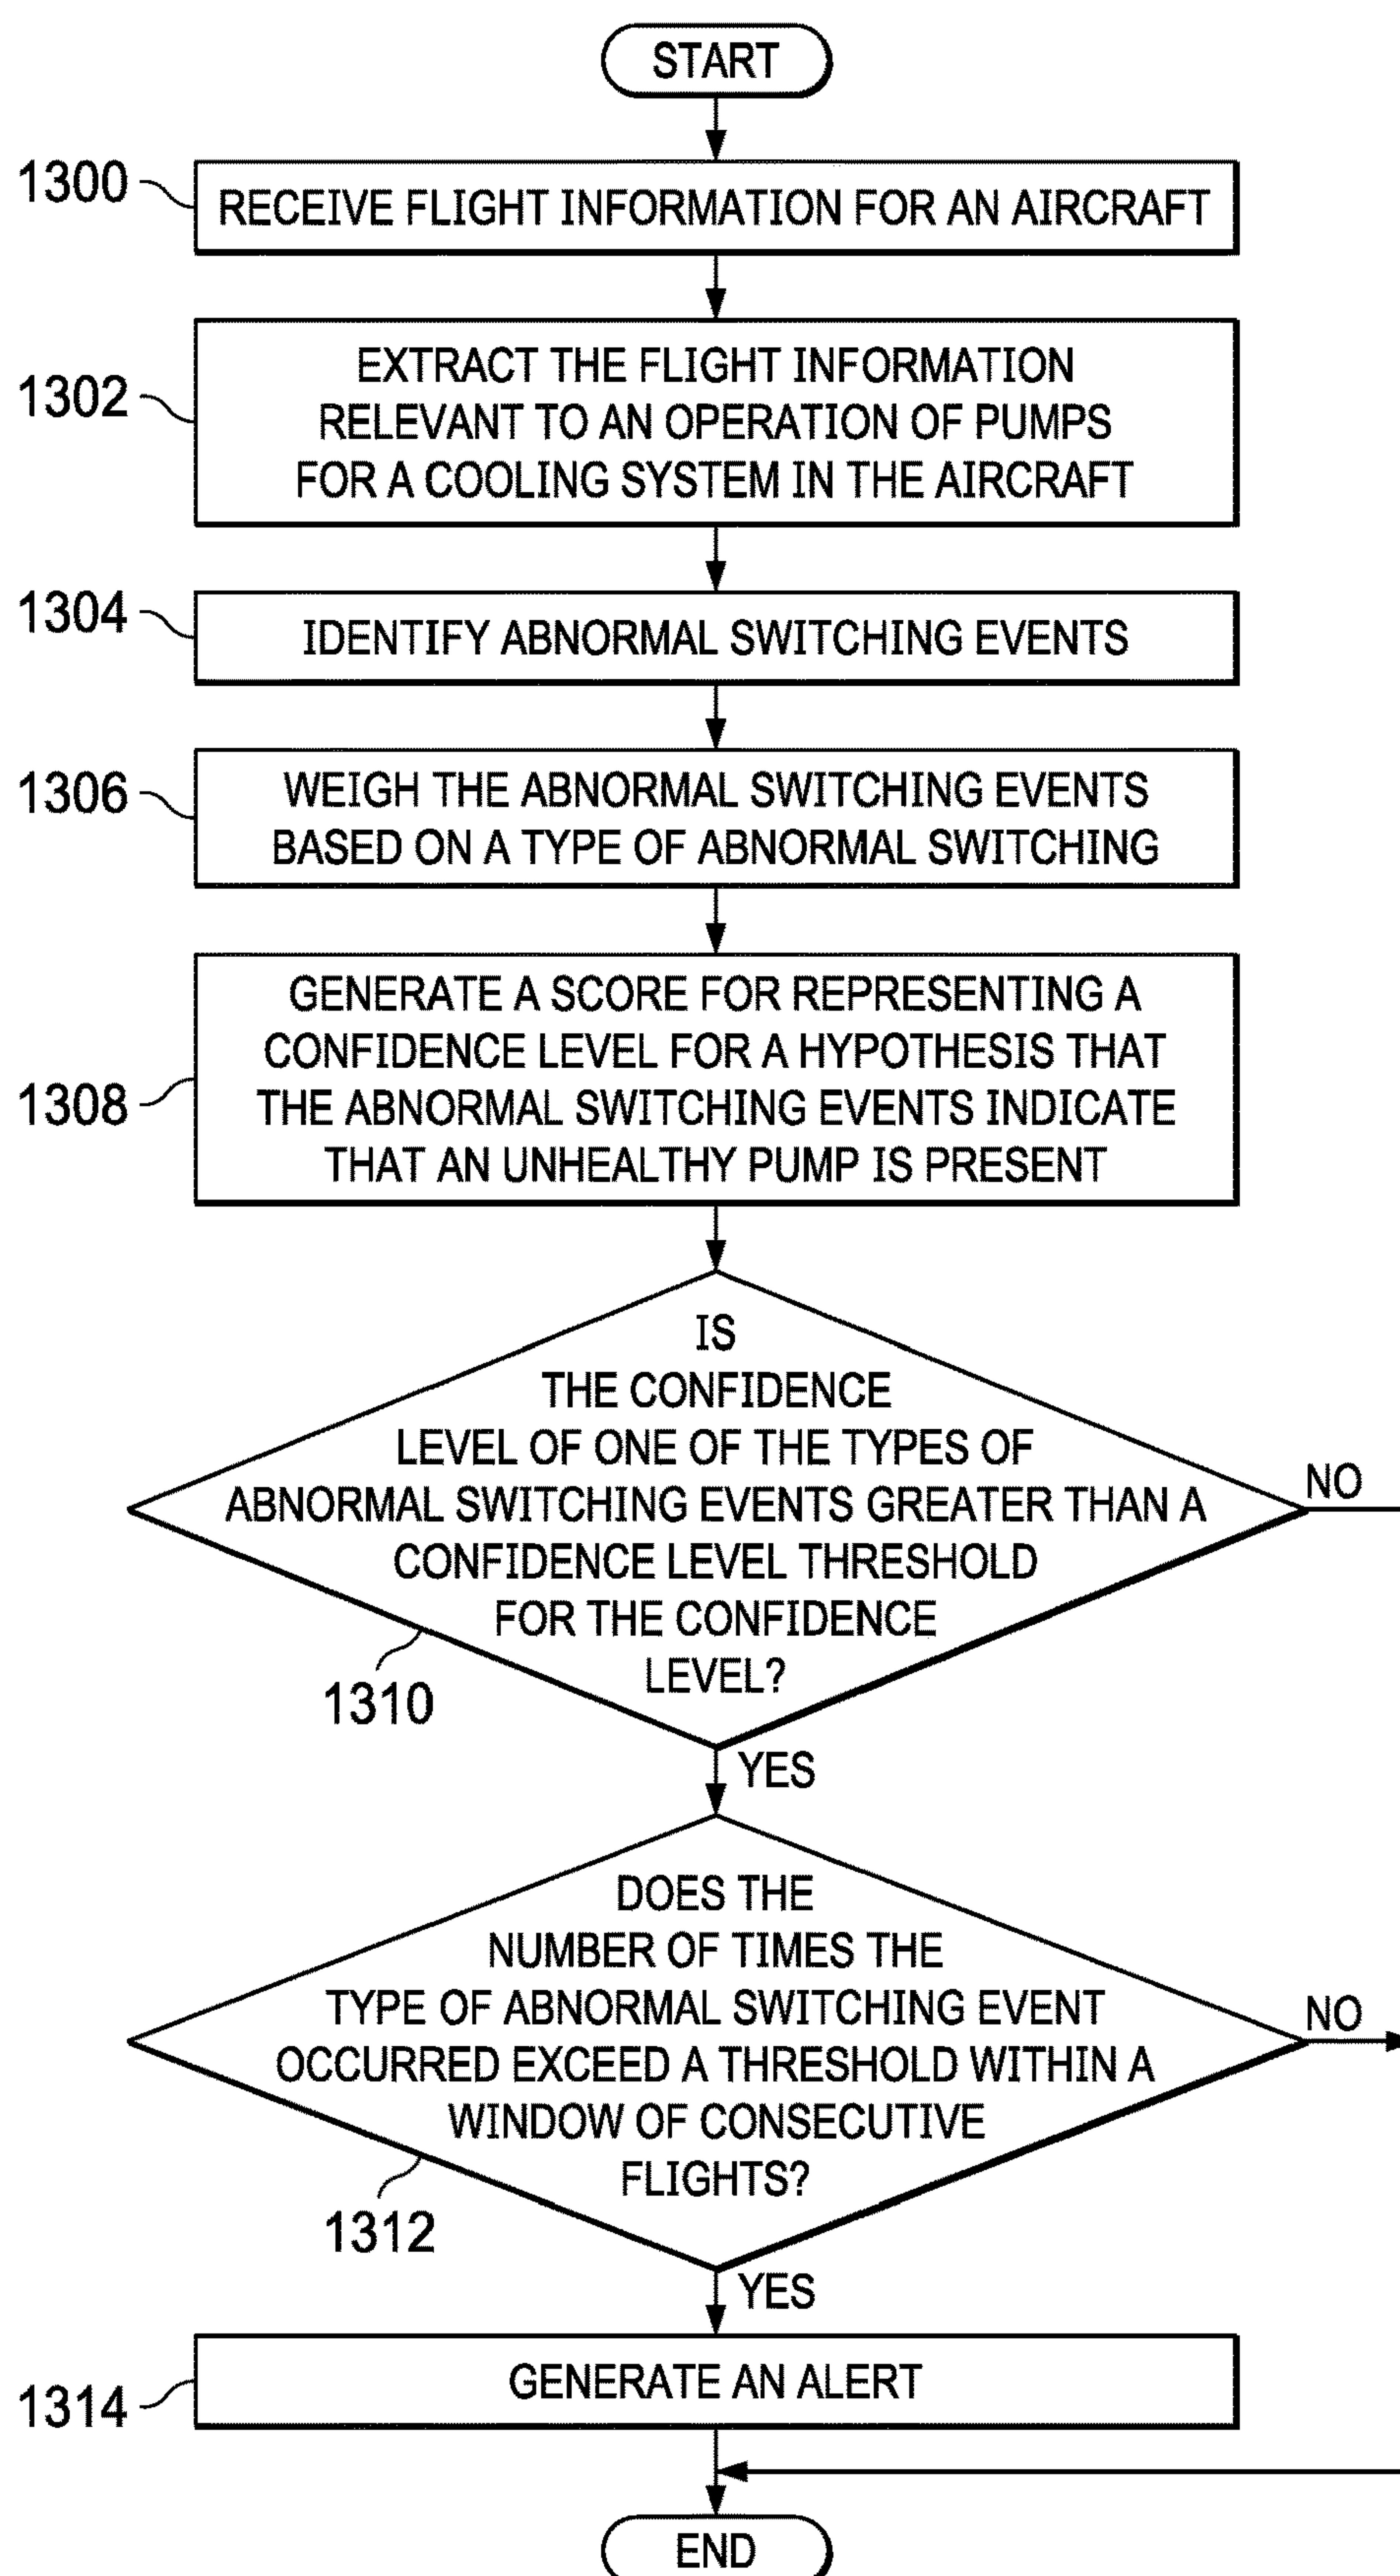 START
1300
RECEIVE FLIGHT INFORMATION FOR AN AIRCRAFT
1302
EXTRACT THE FLIGHT INFORMATION
RELEVANT TO AN OPERATION OF PUMPS
FOR A COOLING SYSTEM IN THE AIRCRAFT
1304
IDENTIFY ABNORMAL SWITCHING EVENTS
1306
WEIGH THE ABNORMAL SWITCHING EVENTS
BASED ON A TYPE OF ABNORMAL SWITCHING
1308
GENERATE A SCORE FOR REPRESENTING A
CONFIDENCE LEVEL FOR A HYPOTHESIS THAT
THE ABNORMAL SWITCHING EVENTS INDICATE
THAT AN UNHEALTHY PUMP IS PRESENT
IS
THE CONFIDENCE
LEVEL OF ONE OF THE TYPES OF
ABNORMAL SWITCHING EVENTS GREATER THAN A
CONFIDENCE LEVEL THRESHOLD
FOR THE CONFIDENCE
LEVEL?
NO
1310
YES
DOES THE
NUMBER OF TIMES THE
TYPE OF ABNORMAL SWITCHING EVENT
OCCURRED EXCEED A THRESHOLD WITHIN A
WINDOW OF CONSECUTIVE
FLIGHTS?
NO
1312
YES
1314
GENERATE AN ALERT
END